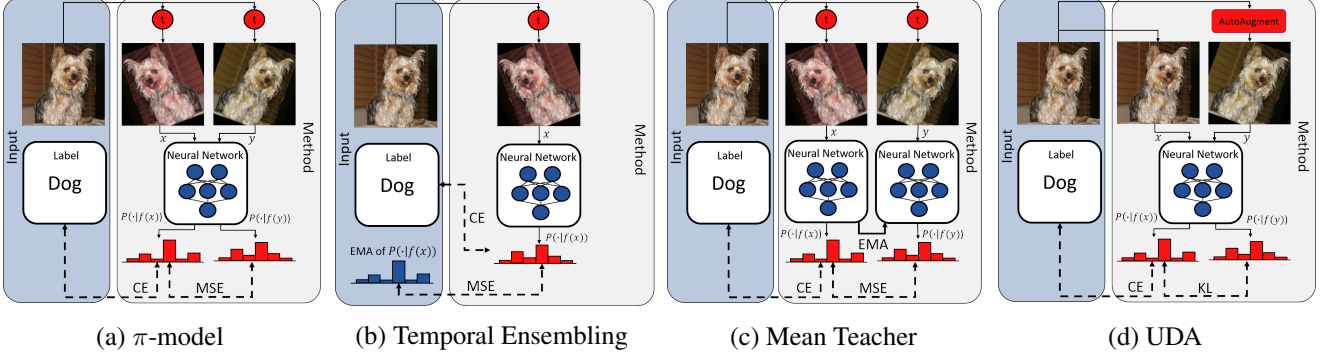 t
t
x
y
Input
Method
Label
Dog
Neural Network
P(·|f(x))
P(·|f(y))
CE
MSE
(a) π-model
t
x
Input
Method
Label
Dog
Neural Network
CE
P(·|f(x))
EMA of P(·|f(x))
MSE
(b) Temporal Ensembling
t
t
x
y
Input
Method
Label
Dog
Neural Network
Neural Network
P(·|f(x))
EMA
P(·|f(y))
CE
MSE
(c) Mean Teacher
AutoAugment
x
y
Input
Method
Label
Dog
Neural Network
P(·|f(x))
P(·|f(y))
CE
KL
(d) UDA